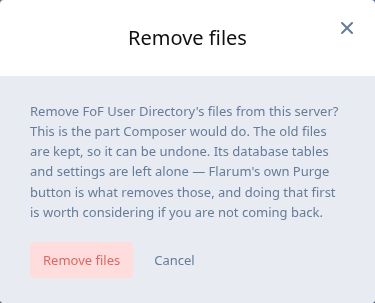 Remove files
Remove FoF User Directory's files from this server?
This is the part Composer would do. The old files
are kept, so it can be undone. Its database tables
and settings are left alone — Flarum's own Purge
button is what removes those, and doing that first
is worth considering if you are not coming back.
Remove files Cancel